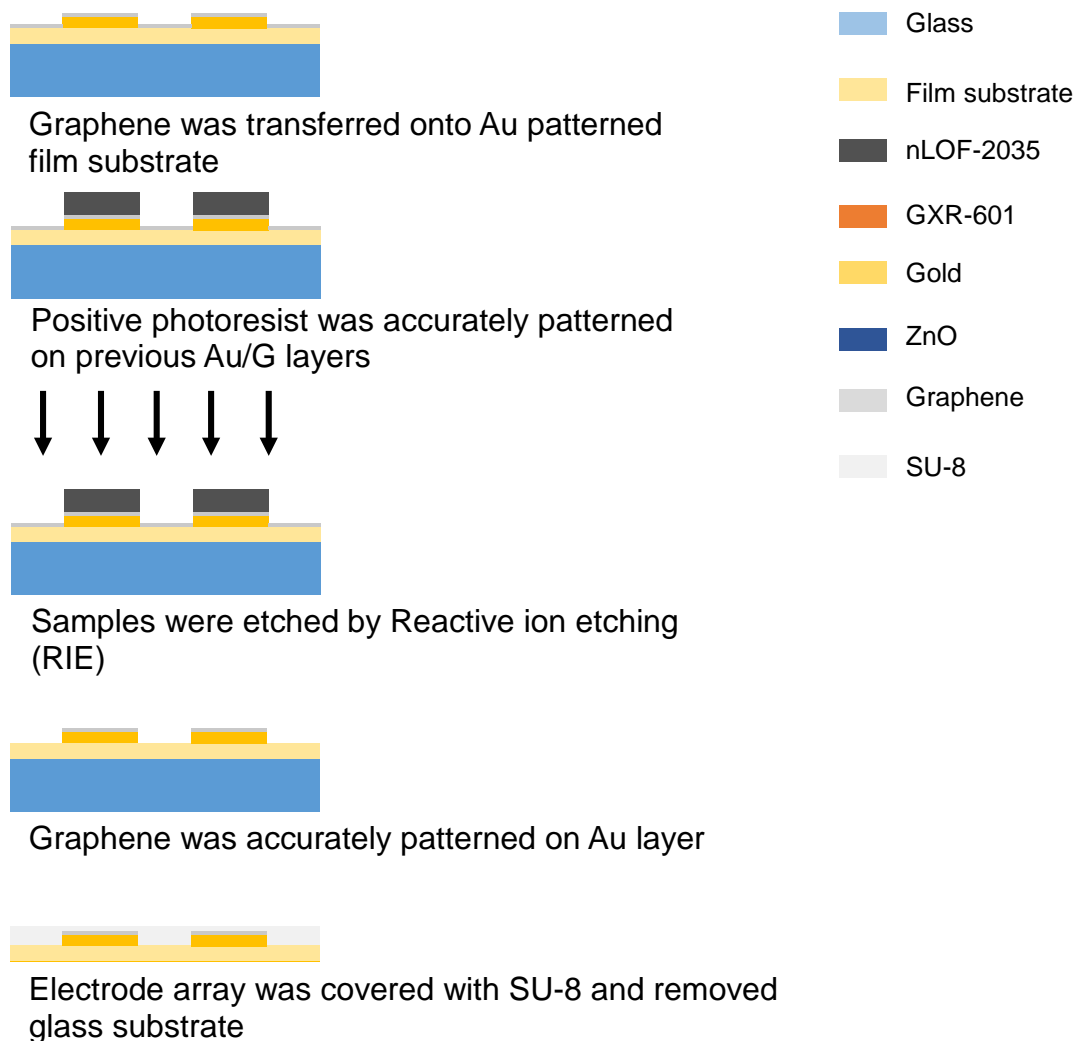 Graphene was transferred onto Au patterned
film substrate
Positive photoresist was accurately patterned
on previous Au/G layers
Samples were etched by Reactive ion etching
(RIE)
Graphene was accurately patterned on Au layer
Electrode array was covered with SU-8 and removed
glass substrate
Glass
Film substrate
nLOF-2035
GXR-601
Gold
ZnO
Graphene
SU-8